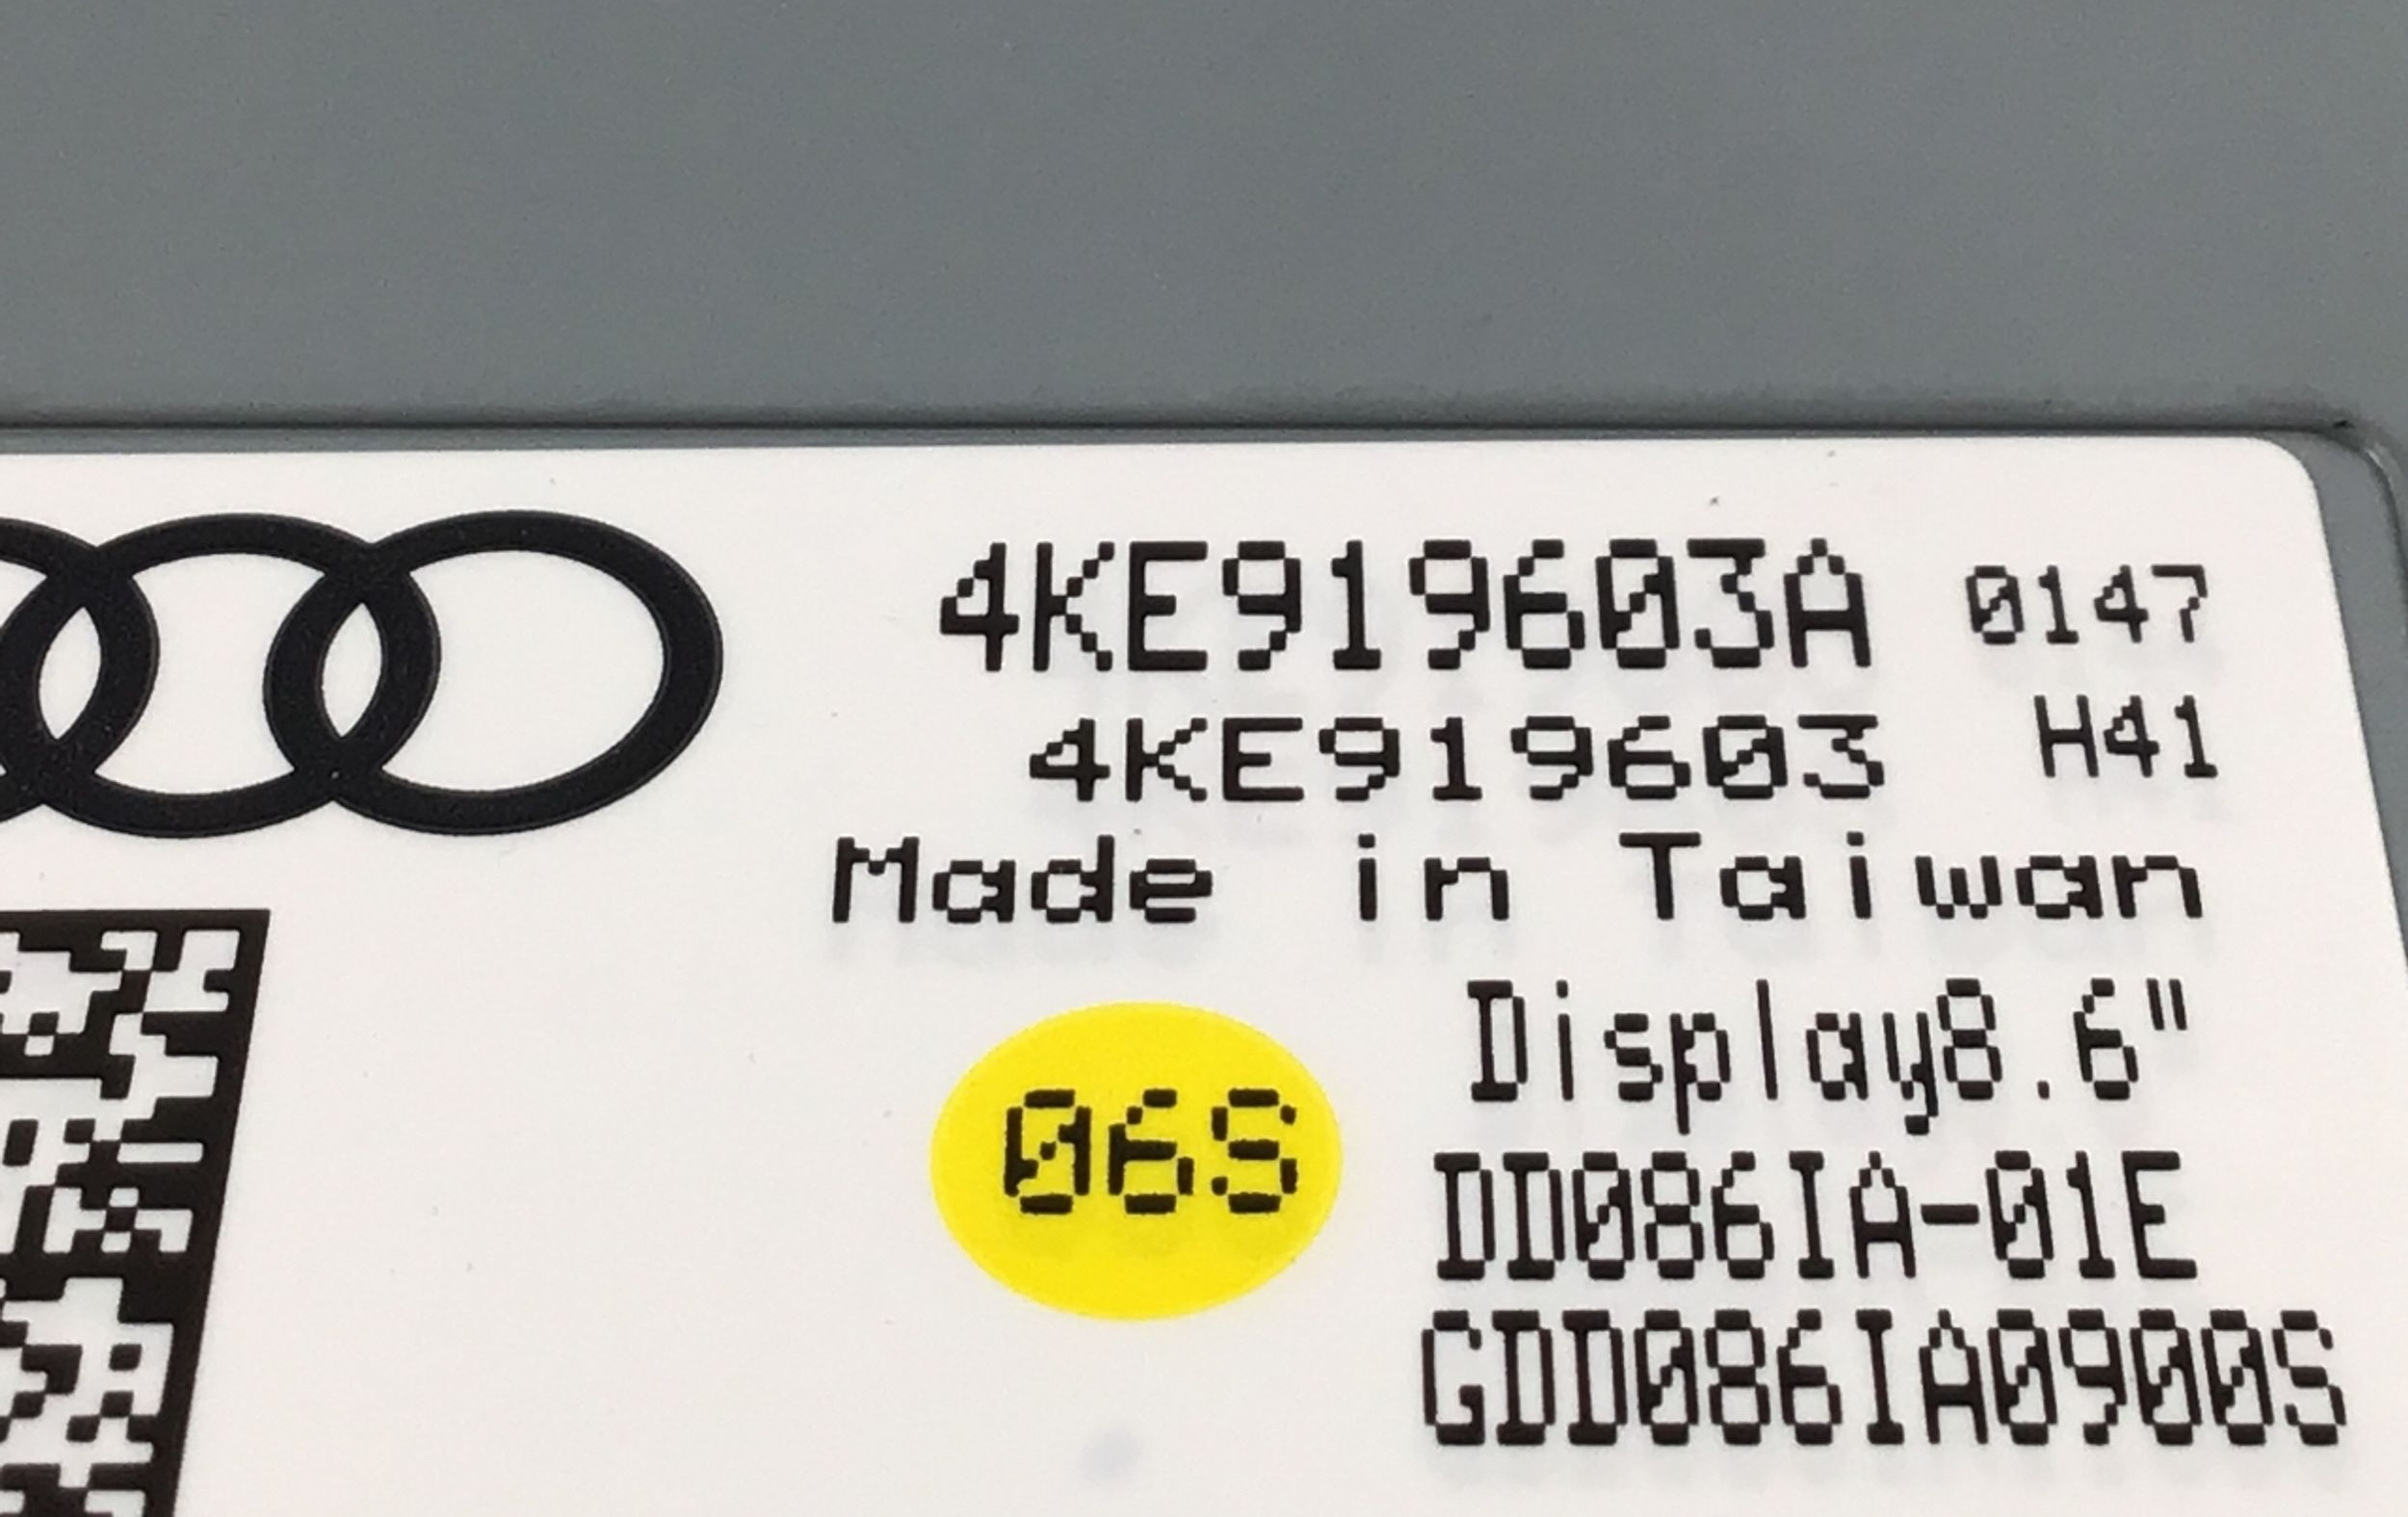 4KE919603A 0147
4KE919603 H41
Made in Taiwan
Display8.6"
06S
DD086IA-01E
GDD086IA0900S